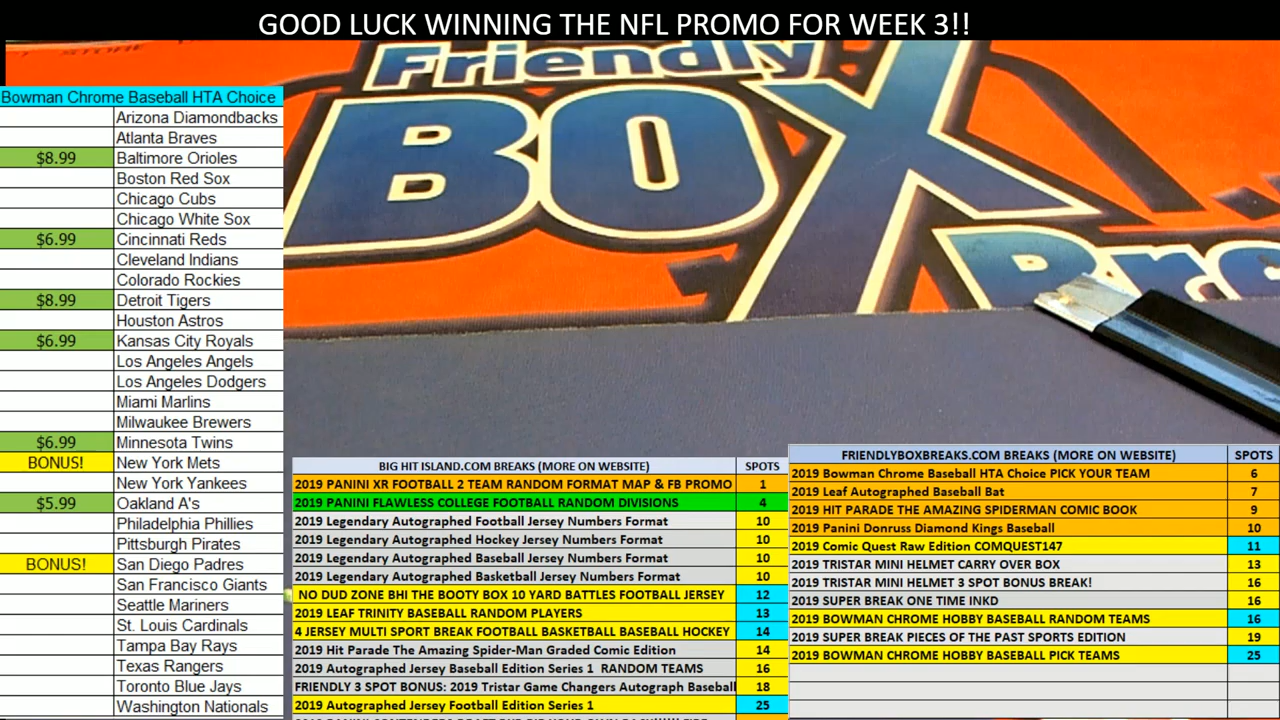 GOOD LUCK WINNING THE NFL PROMO FOR WEEK 3!!
Friendly
BOX
Bowman Chrome Baseball HTA Choice
Arizona Diamondbacks
Atlanta Braves
$8.99 Baltimore Orioles
Boston Red Sox
Chicago Cubs
Chicago White Sox
$6.99 Cincinnati Reds
Cleveland Indians
Colorado Rockies
$8.99 Detroit Tigers
Houston Astros
$6.99 Kansas City Royals
Los Angeles Angels
Los Angeles Dodgers
Miami Marlins
Milwaukee Brewers
$6.99 Minnesota Twins
BONUS! New York Mets
New York Yankees
$5.99 Oakland A's
Philadelphia Phillies
Pittsburgh Pirates
BONUS! San Diego Padres
San Francisco Giants
Seattle Mariners
St. Louis Cardinals
Tampa Bay Rays
Texas Rangers
Toronto Blue Jays
Washington Nationals
BIG HIT ISLAND.COM BREAKS (MORE ON WEBSITE) SPOTS
2019 PANINI XR FOOTBALL 2 TEAM RANDOM FORMAT MAP & FB PROMO 1
2019 PANINI FLAWLESS COLLEGE FOOTBALL RANDOM DIVISIONS 4
2019 Legendary Autographed Football Jersey Numbers Format 10
2019 Legendary Autographed Hockey Jersey Numbers Format 10
2019 Legendary Autographed Baseball Jersey Numbers Format 10
2019 Legendary Autographed Basketball Jersey Numbers Format 10
NO DUD ZONE BHI THE BOOTY BOX 10 YARD BATTLES FOOTBALL JERSEY 12
2019 LEAF TRINITY BASEBALL RANDOM PLAYERS 13
4 JERSEY MULTI SPORT BREAK FOOTBALL BASKETBALL BASEBALL HOCKEY 14
2019 Hit Parade The Amazing Spider-Man Graded Comic Edition 14
2019 Autographed Jersey Baseball Edition Series 1 RANDOM TEAMS 16
FRIENDLY 3 SPOT BONUS: 2019 Tristar Game Changers Autograph Baseball 18
2019 Autographed Jersey Football Edition Series 1 25
FRIENDLYBOXBREAKS.COM BREAKS (MORE ON WEBSITE) SPOTS
2019 Bowman Chrome Baseball HTA Choice PICK YOUR TEAM 6
2019 Leaf Autographed Baseball Bat 7
2019 HIT PARADE THE AMAZING SPIDERMAN COMIC BOOK 9
2019 Panini Donruss Diamond Kings Baseball 10
2019 Comic Quest Raw Edition COMQUEST147 11
2019 TRISTAR MINI HELMET CARRY OVER BOX 13
2019 TRISTAR MINI HELMET 3 SPOT BONUS BREAK! 16
2019 SUPER BREAK ONE TIME INKD 16
2019 BOWMAN CHROME HOBBY BASEBALL RANDOM TEAMS 16
2019 SUPER BREAK PIECES OF THE PAST SPORTS EDITION 19
2019 BOWMAN CHROME HOBBY BASEBALL PICK TEAMS 25